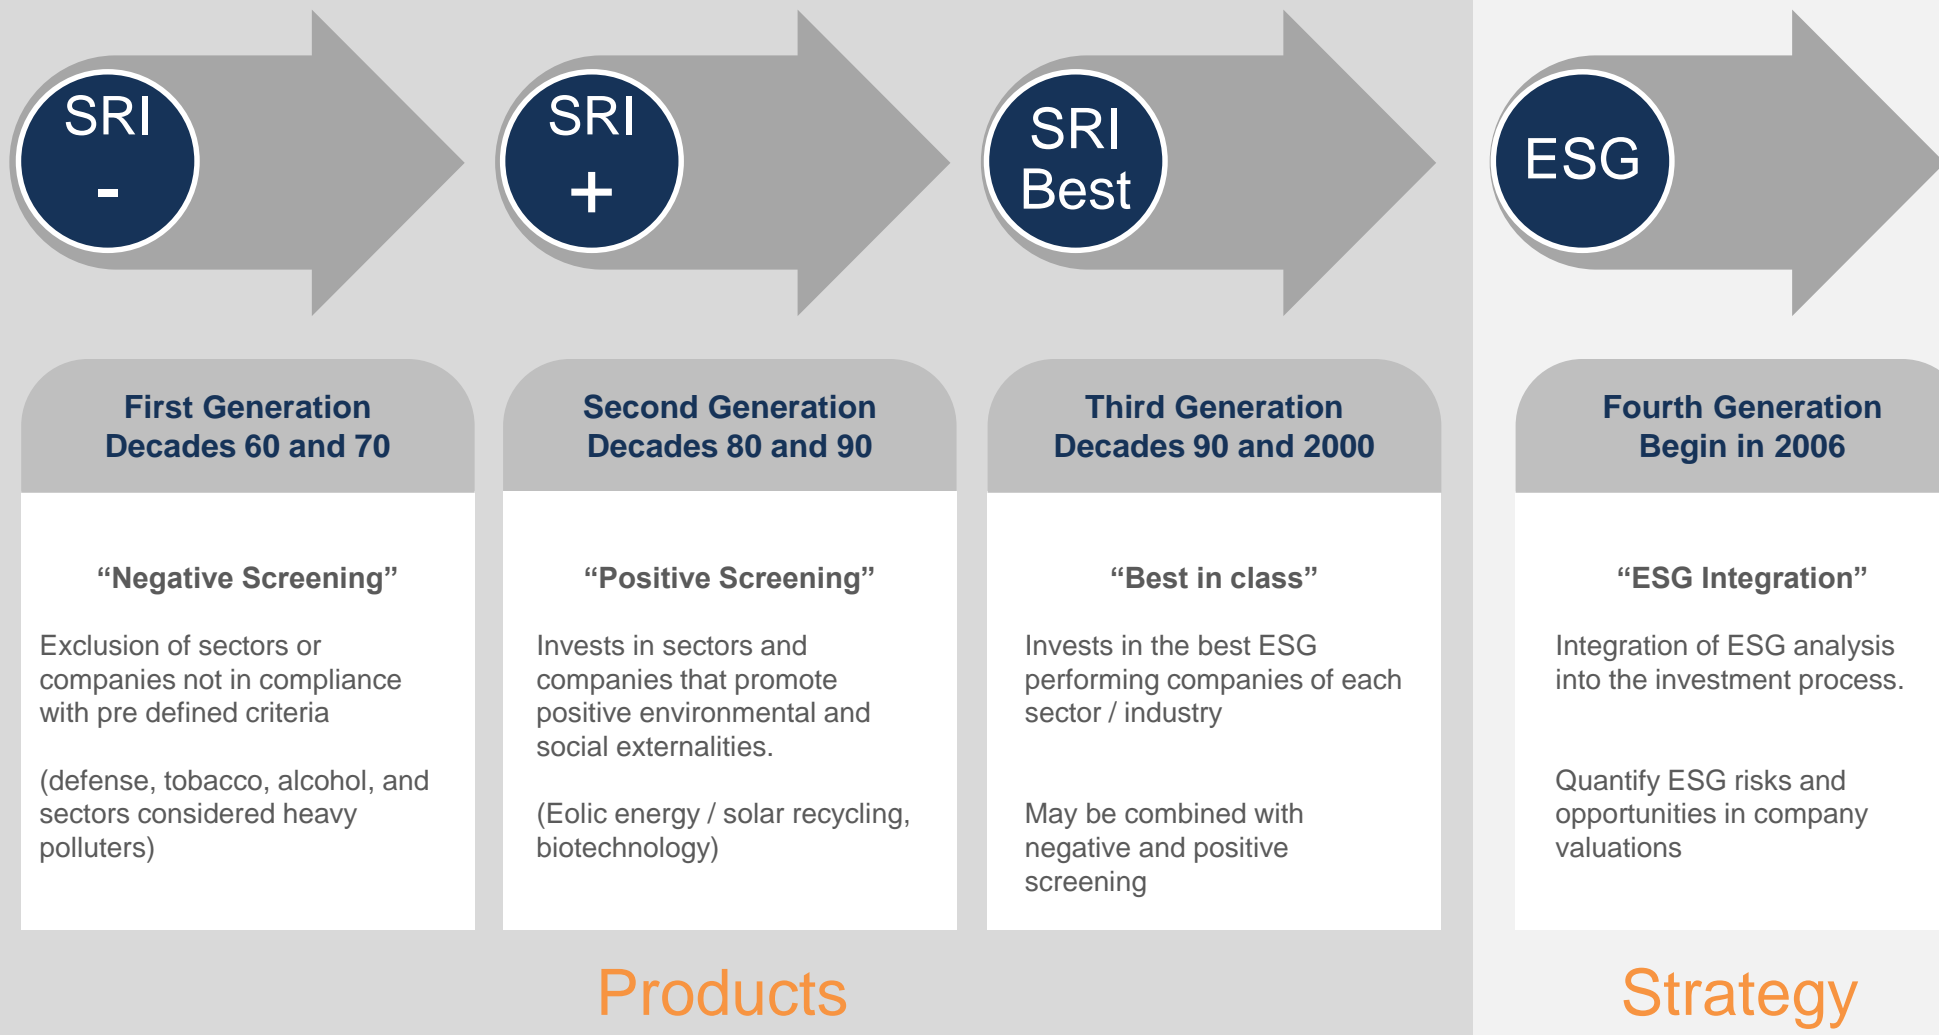 SRI
-
SRI
+
SRI
Best
ESG
First Generation
Decades 60 and 70
“Negative Screening”
Exclusion of sectors or
companies not in compliance
with pre defined criteria
(defense, tobacco, alcohol, and
sectors considered heavy
polluters)
Second Generation
Decades 80 and 90
“Positive Screening”
Invests in sectors and
companies that promote
positive environmental and
social externalities.
(Eolic energy / solar recycling,
biotechnology)
Third Generation
Decades 90 and 2000
“Best in class”
Invests in the best ESG
performing companies of each
sector / industry
May be combined with
negative and positive
screening
Fourth Generation
Begin in 2006
“ESG Integration”
Integration of ESG analysis
into the investment process.
Quantify ESG risks and
opportunities in company
valuations
Products
Strategy